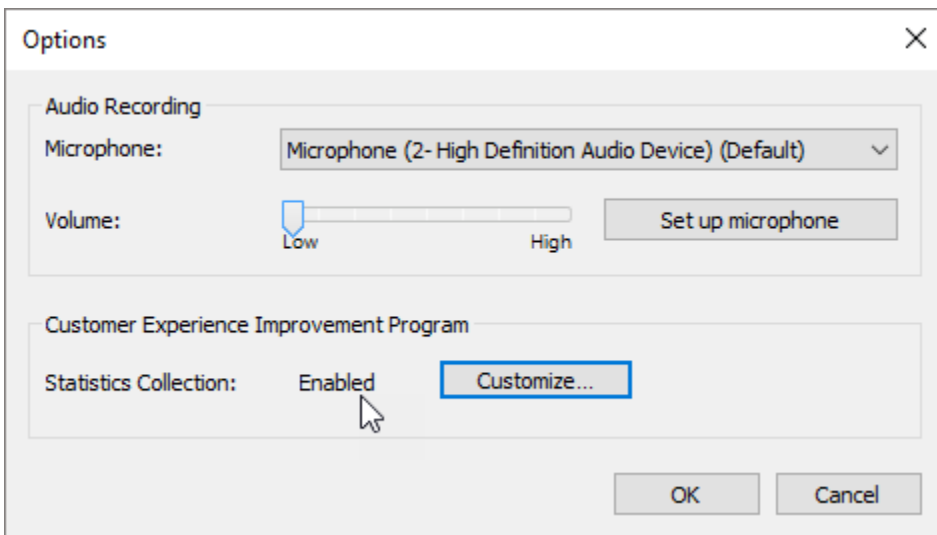 Options
Audio Recording
Microphone: Microphone (2- High Definition Audio Device) (Default)
Volume: Set up microphone
Low High
Customer Experience Improvement Program
Statistics Collection: Enabled Customize...
OK Cancel